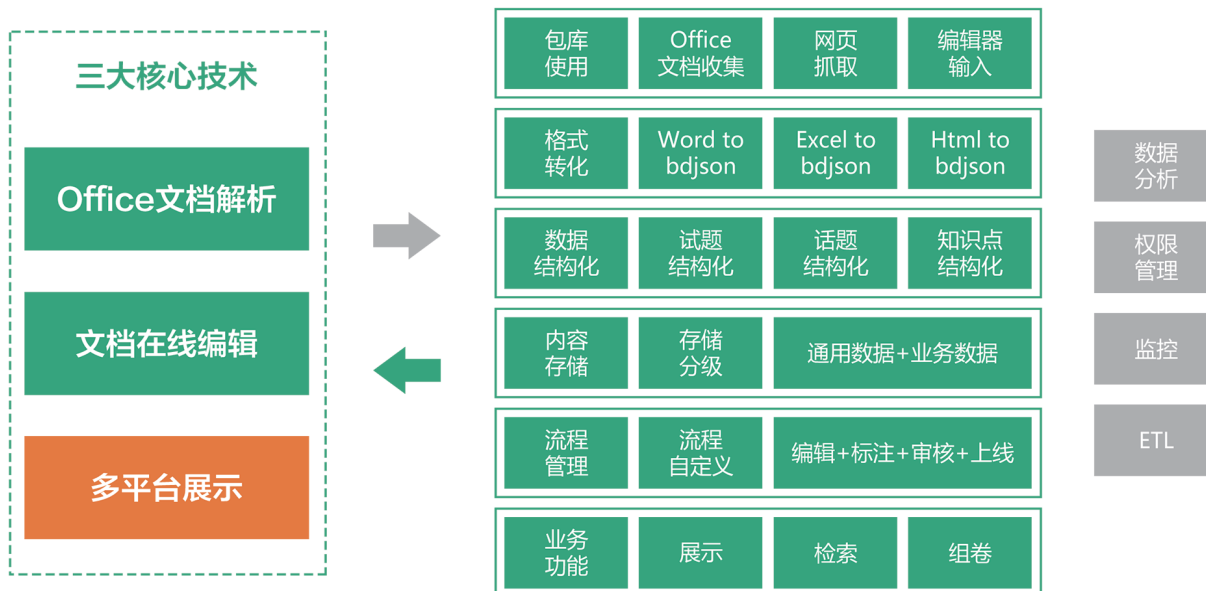 三大核心技术
Office文档解析
文档在线编辑
多平台展示
包库
使用
Office
文档收集
网页
抓取
编辑器
输入
格式
转化
Word to
bdjson
Excel to
bdjson
Html to
bdjson
数据
结构化
试题
结构化
话题
结构化
知识点
结构化
内容
存储
存储
分级
通用数据+业务数据
流程
管理
流程
自定义
编辑+标注+审核+上线
业务
功能
展示
检索
组卷
数据
分析
权限
管理
监控
ETL